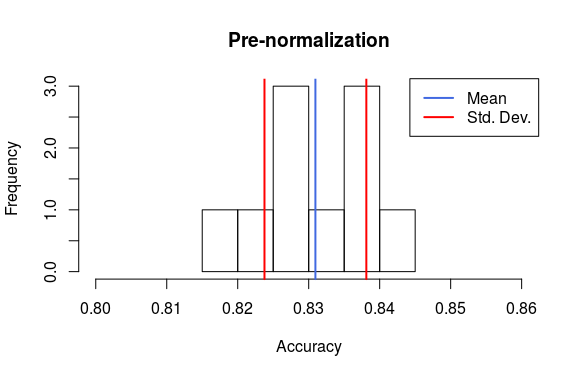 Pre-normalization
Mean
Std. Dev.
Frequency
3.0
2.0
1.0
0.0
0.80 0.81 0.82 0.83 0.84 0.85 0.86
Accuracy